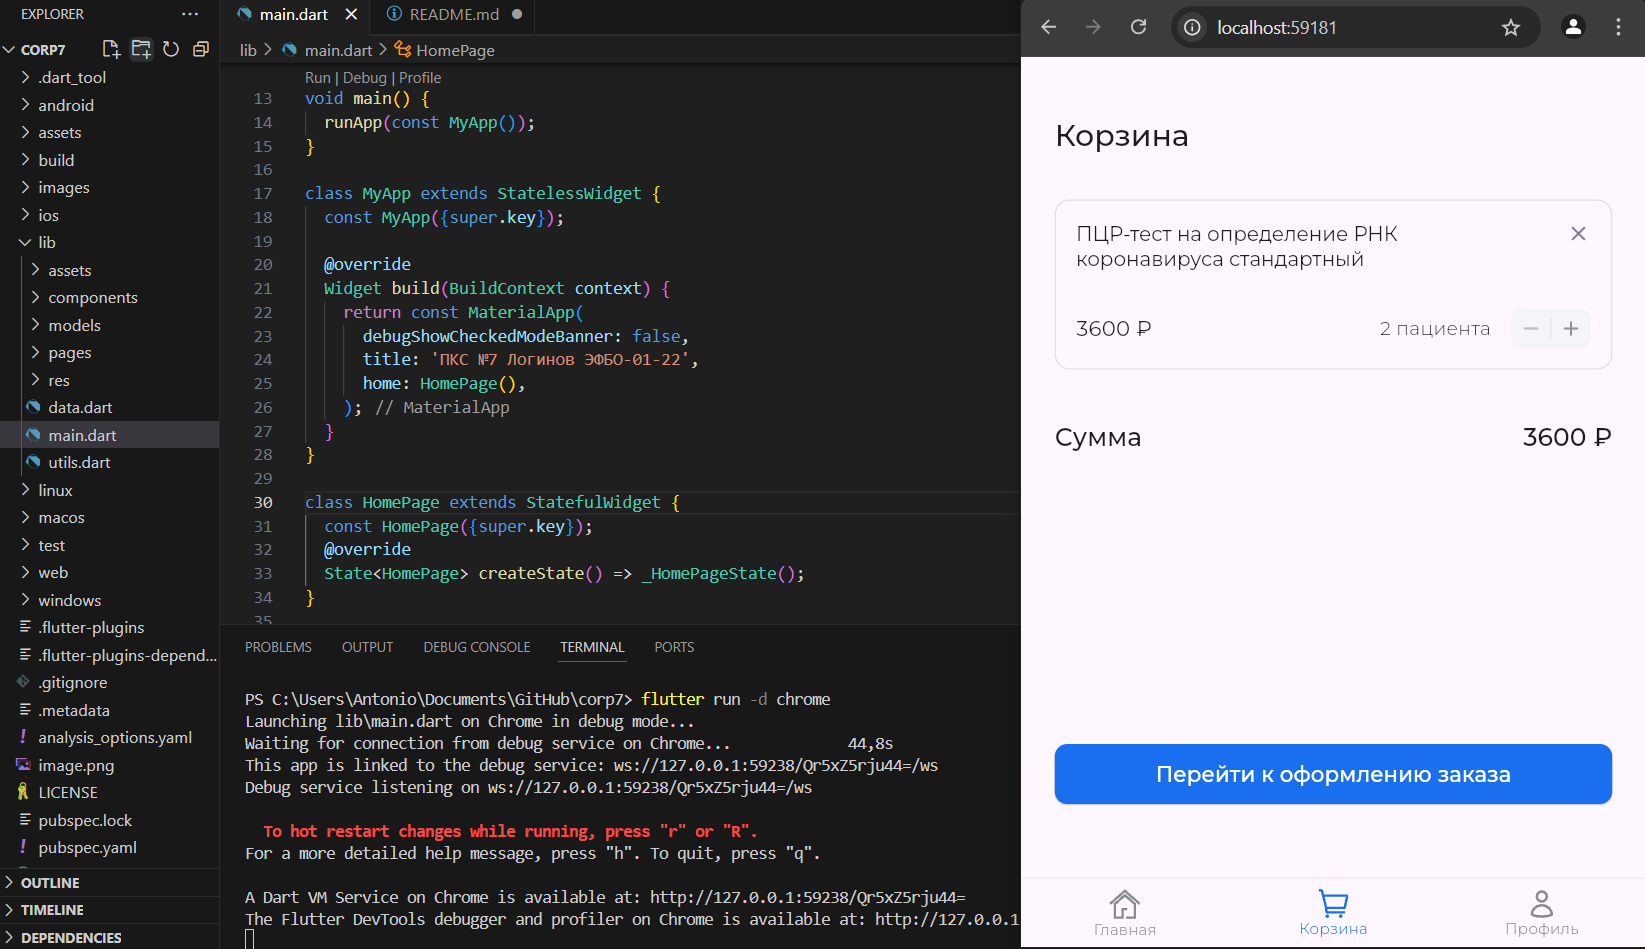 EXPLORER
CORP7
.dart_tool
android
assets
build
images
ios
lib
assets
components
models
pages
res
data.dart
main.dart
utils.dart
linux
macos
test
web
windows
.flutter-plugins
.flutter-plugins-depend...
.gitignore
.metadata
analysis_options.yaml
image.png
LICENSE
pubspec.lock
pubspec.yaml
OUTLINE
TIMELINE
DEPENDENCIES
main.dart
README.md
lib > main.dart > HomePage
Run | Debug | Profile
13 void main() {
14 runApp(const MyApp());
15 }
16
17 class MyApp extends StatelessWidget {
18 const MyApp({super.key});
19
20 @override
21 Widget build(BuildContext context) {
22 return const MaterialApp(
23 debugShowCheckedModeBanner: false,
24 title: 'ПКС №7 Логинов ЭФБО-01-22',
25 home: HomePage(),
26 ); // MaterialApp
27 }
28 }
29
30 class HomePage extends StatefulWidget {
31 const HomePage({super.key});
32 @override
33 State<HomePage> createState() => _HomePageState();
34 }
35
PROBLEMS OUTPUT DEBUG CONSOLE TERMINAL PORTS
PS C:\Users\Antonio\Documents\GitHub\corp7> flutter run -d chrome
Launching lib\main.dart on Chrome in debug mode...
Waiting for connection from debug service on Chrome... 44,8s
This app is linked to the debug service: ws://127.0.0.1:59238/Qr5xZ5rju44=/ws
Debug service listening on ws://127.0.0.1:59238/Qr5xZ5rju44=/ws
To hot restart changes while running, press "r" or "R".
For a more detailed help message, press "h". To quit, press "q".
A Dart VM Service on Chrome is available at: http://127.0.0.1:59238/Qr5xZ5rju44=
The Flutter DevTools debugger and profiler on Chrome is available at: http://127.0.0.1
localhost:59181
Корзина
ПЦР-тест на определение РНК
коронавируса стандартный
3600 ₽ 2 пациента
Сумма 3600 ₽
Перейти к оформлению заказа
Главная Корзина Профиль